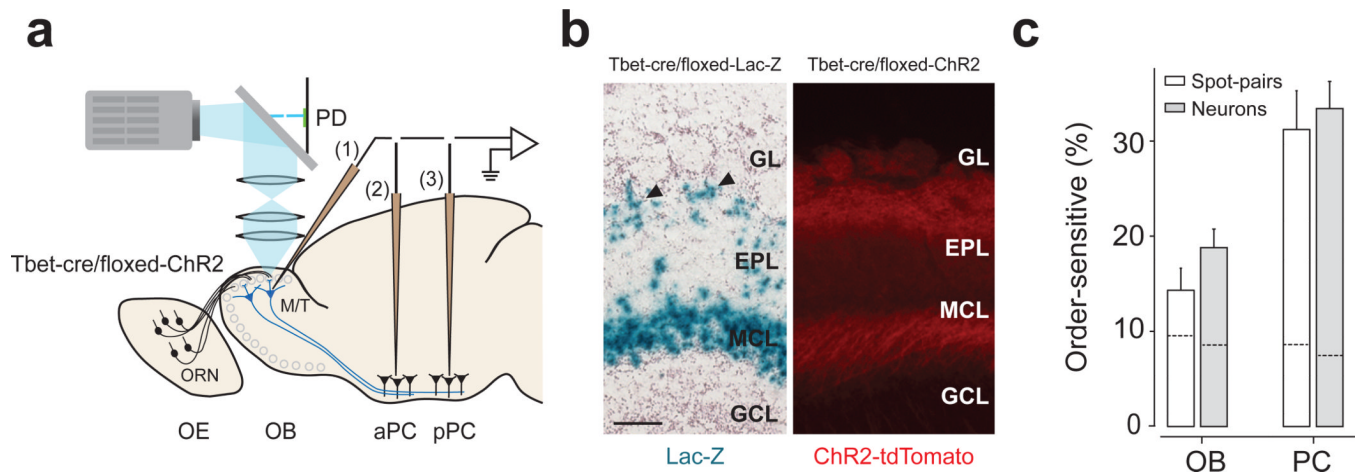 a
PD
(1)
(2)
(3)
Tbet-cre/floxed-ChR2
M/T
ORN
OE
OB
aPC
pPC
b
Tbet-cre/floxed-Lac-Z
Tbet-cre/floxed-ChR2
GL
EPL
MCL
GCL
GL
EPL
MCL
GCL
Lac-Z
ChR2-tdTomato
c
Spot-pairs
Neurons
Order-sensitive (%)
30
20
10
0
OB
PC